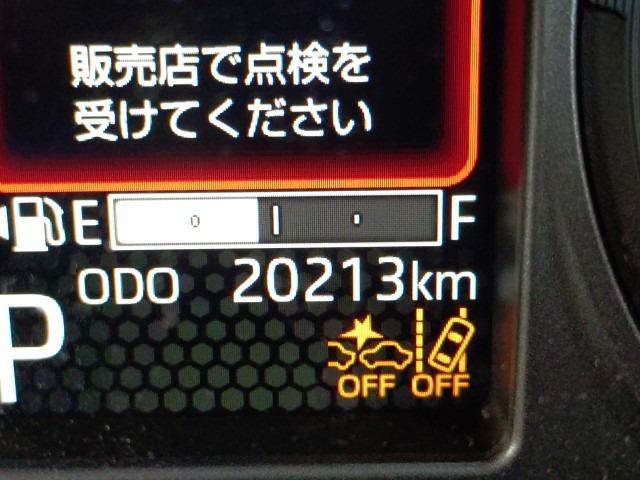 販売店で点検を
受けてください
E F
ODO 20213km
P
OFF OFF